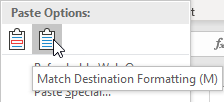 Paste Options:
Match Destination Formatting (M)
Paste Special...